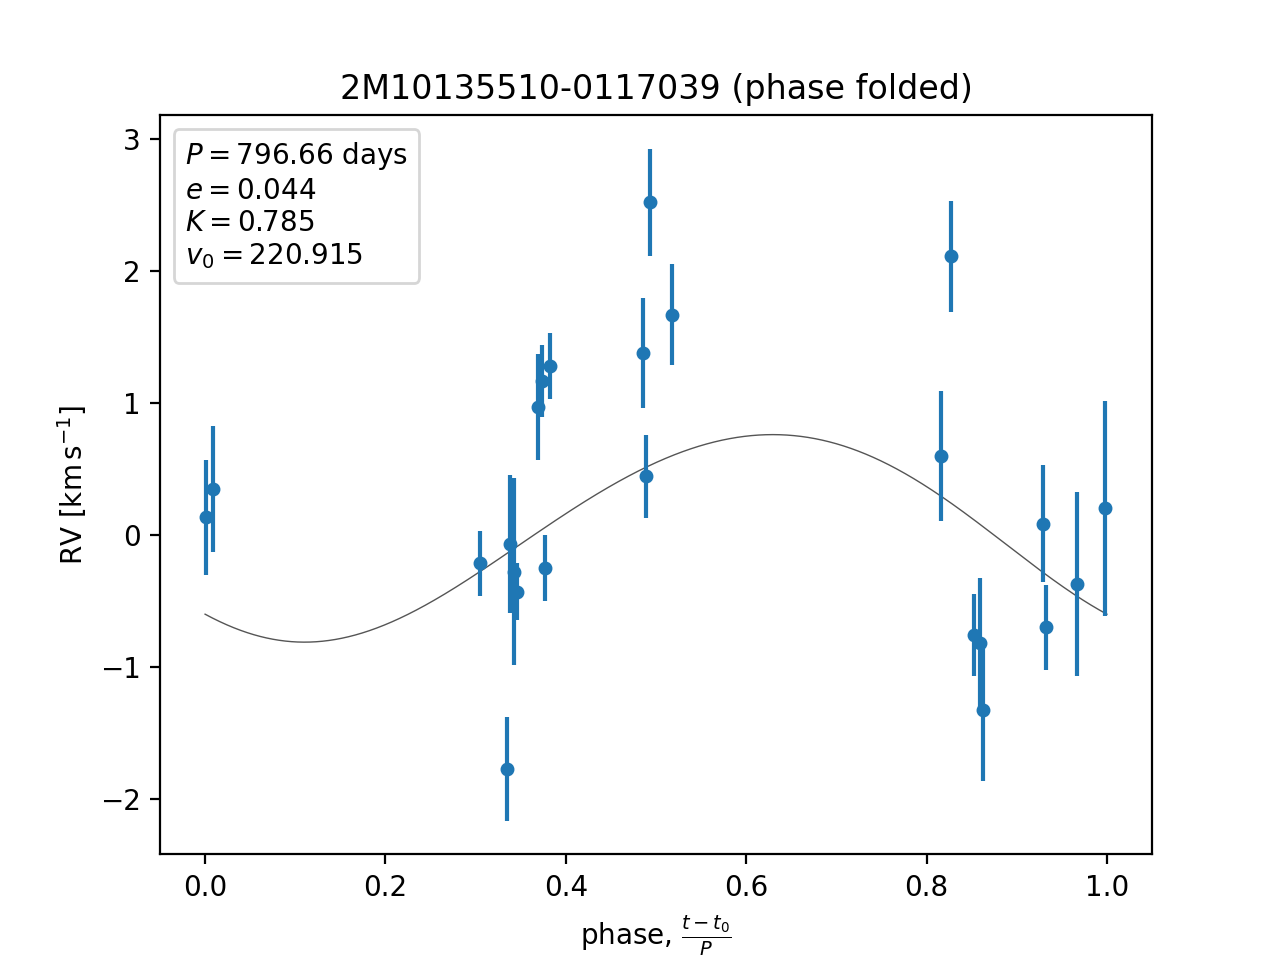 2M10135510-0117039 (phase folded)
P = 796.66 days
e = 0.044
K = 0.785
v₀ = 220.915
3
2
1
0
−1
−2
RV [km s⁻¹]
0.0 0.2 0.4 0.6 0.8 1.0
phase, (t − t₀)/P